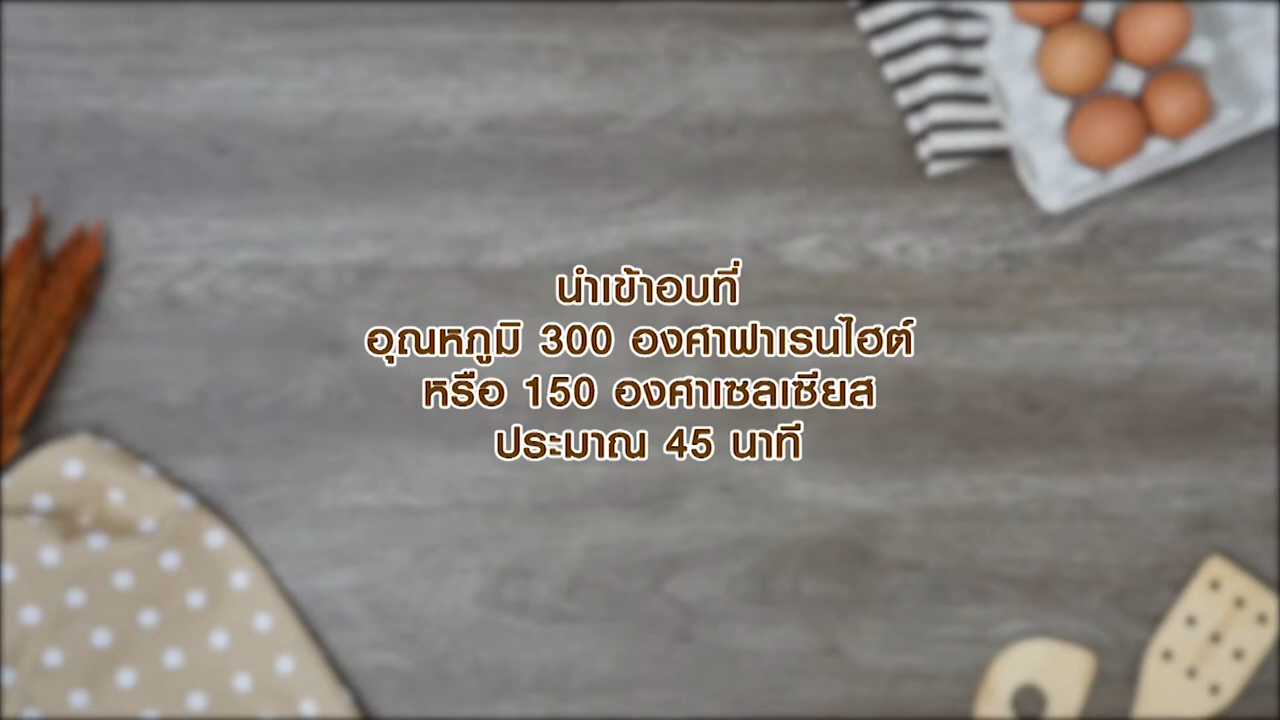 นำเข้าอบที่
อุณหภูมิ 300 องศาฟาเรนไฮต์
หรือ 150 องศาเซลเซียส
ประมาณ 45 นาที